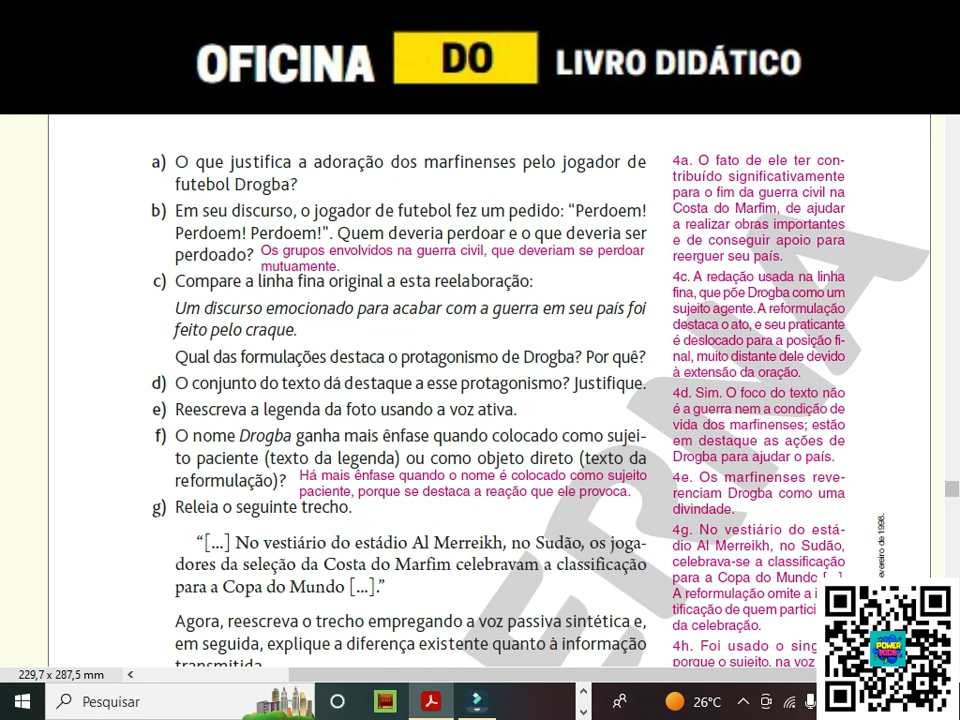 OFICINA DO LIVRO DIDÁTICO
a) O que justifica a adoração dos marfinenses pelo jogador de
futebol Drogba?
b) Em seu discurso, o jogador de futebol fez um pedido: “Perdoem!
Perdoem! Perdoem!”. Quem deveria perdoar e o que deveria ser
perdoado? Os grupos envolvidos na guerra civil, que deveriam se perdoar
mutuamente.
c) Compare a linha fina original a esta reelaboração:
Um discurso emocionado para acabar com a guerra em seu país foi
feito pelo craque.
Qual das formulações destaca o protagonismo de Drogba? Por quê?
d) O conjunto do texto dá destaque a esse protagonismo? Justifique.
e) Reescreva a legenda da foto usando a voz ativa.
f) O nome Drogba ganha mais ênfase quando colocado como sujei-
to paciente (texto da legenda) ou como objeto direto (texto da
reformulação)? Há mais ênfase quando o nome é colocado como sujeito
paciente, porque se destaca a reação que ele provoca.
g) Releia o seguinte trecho.
“[...] No vestiário do estádio Al Merreikh, no Sudão, os joga-
dores da seleção da Costa do Marfim celebravam a classificação
para a Copa do Mundo [...].”
Agora, reescreva o trecho empregando a voz passiva sintética e,
em seguida, explique a diferença existente quanto à informação
transmitida.
4a. O fato de ele ter con-
tribuído significativamente
para o fim da guerra civil na
Costa do Marfim, de ajudar
a realizar obras importantes
e de conseguir apoio para
reerguer seu país.
4c. A redação usada na linha
fina, que põe Drogba como um
sujeito agente. A reformulação
destaca o ato, e seu praticante
é deslocado para a posição fi-
nal, muito distante dele devido
à extensão da oração.
4d. Sim. O foco do texto não
é a guerra nem a condição de
vida dos marfinenses; estão
em destaque as ações de
Drogba para ajudar o país.
4e. Os marfinenses reve-
renciam Drogba como uma
divindade.
4g. No vestiário do está-
dio Al Merreikh, no Sudão,
celebrava-se a classificação
para a Copa do Mundo [...].
A reformulação omite a i
tificação de quem partici
da celebração.
4h. Foi usado o sing
porque o sujeito, na voz
evereiro de 1998.
ERNA
POWER
229,7 x 287,5 mm
Pesquisar
26°C